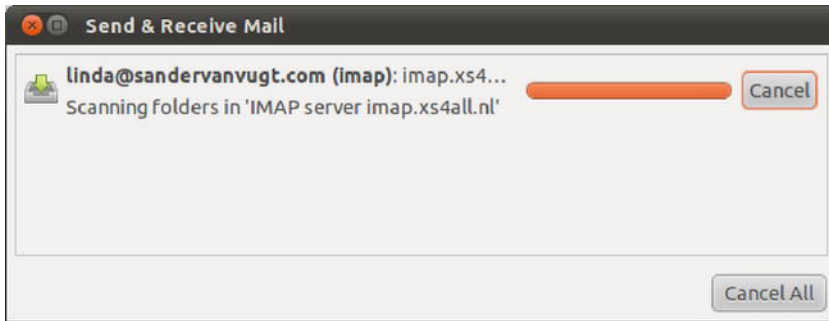 Send & Receive Mail
linda@sandervanvugt.com (imap): imap.xs4...
Scanning folders in 'IMAP server imap.xs4all.nl'
Cancel
Cancel All